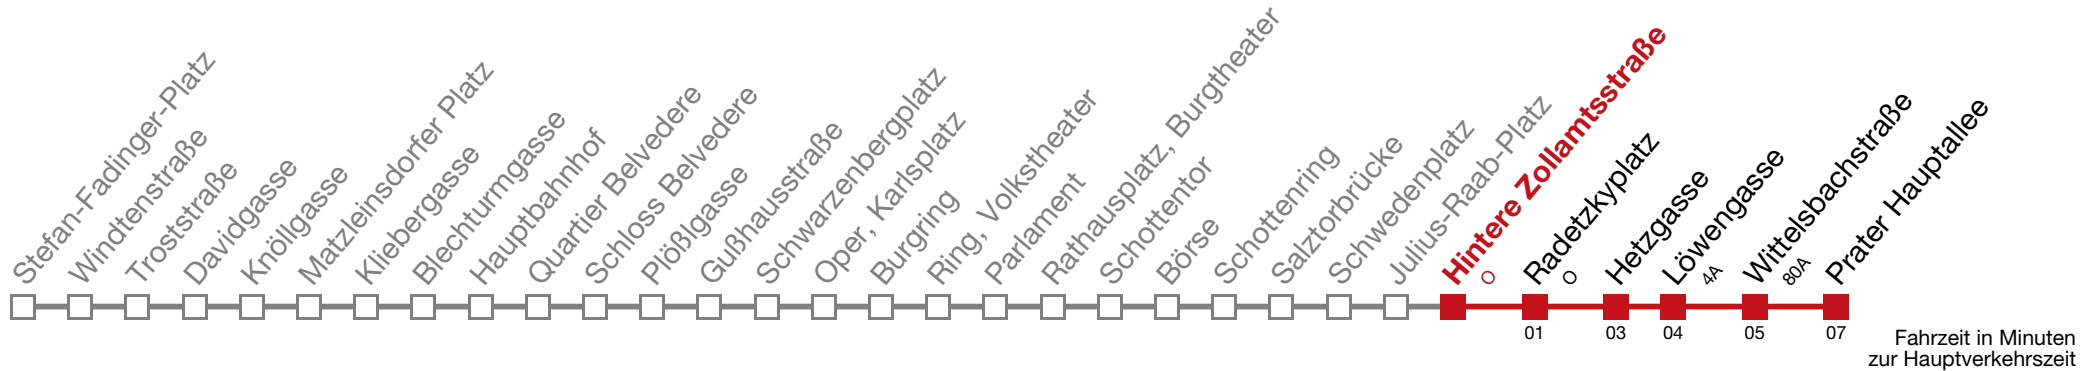 Stefan-Fadinger-Platz
Windtenstraße
Troststraße
Davidgasse
Knöllgasse
Matzleinsdorfer Platz
Kliebergasse
Blechturmgasse
Hauptbahnhof
Quartier Belvedere
Schloss Belvedere
Plößlgasse
Gußhausstraße
Schwarzenbergplatz
Oper, Karlsplatz
Burgring
Ring, Volkstheater
Parlament
Rathausplatz, Burgtheater
Schottentor
Börse
Schottenring
Salztorbrücke
Schwedenplatz
Julius-Raab-Platz
Hintere Zollamtsstraße
O
Radetzkyplatz
O
Hetzgasse
Löwengasse
4A
Wittelsbachstraße
80A
Prater Hauptallee
01
03
04
05
07
Fahrzeit in Minuten
zur Hauptverkehrszeit